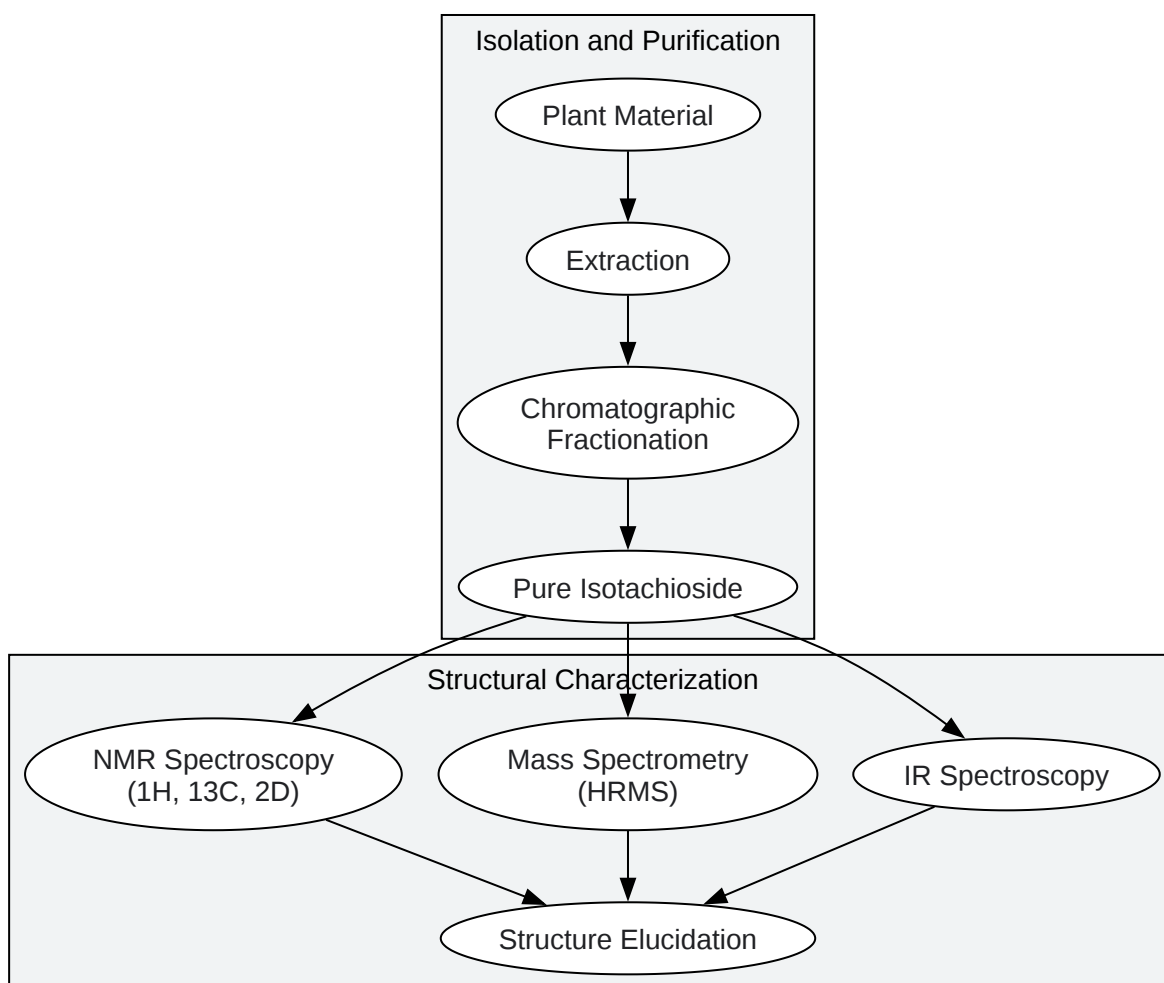 Isolation and Purification
Plant Material
Extraction
Chromatographic
Fractionation
Pure Isotachioside
Structural Characterization
NMR Spectroscopy
(1H, 13C, 2D)
Mass Spectrometry
(HRMS)
IR Spectroscopy
Structure Elucidation